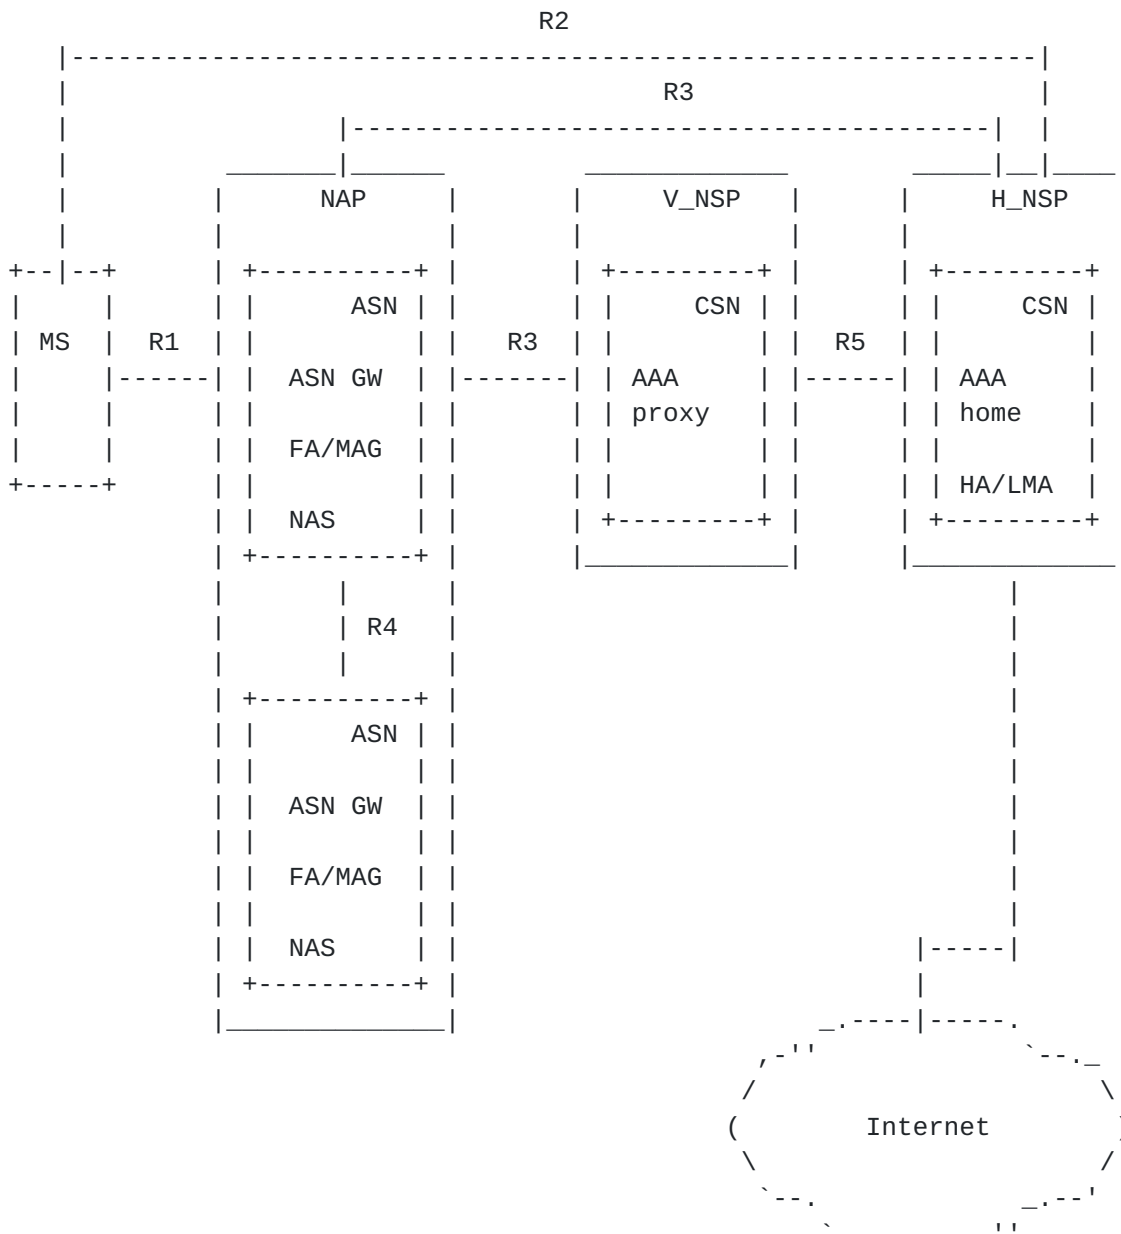 R2
R3
NAP V_NSP H_NSP
ASN CSN CSN
MS R1 R3 R5
ASN GW AAA AAA
proxy home
FA/MAG
HA/LMA
NAS
R4
ASN
ASN GW
FA/MAG
NAS
Internet